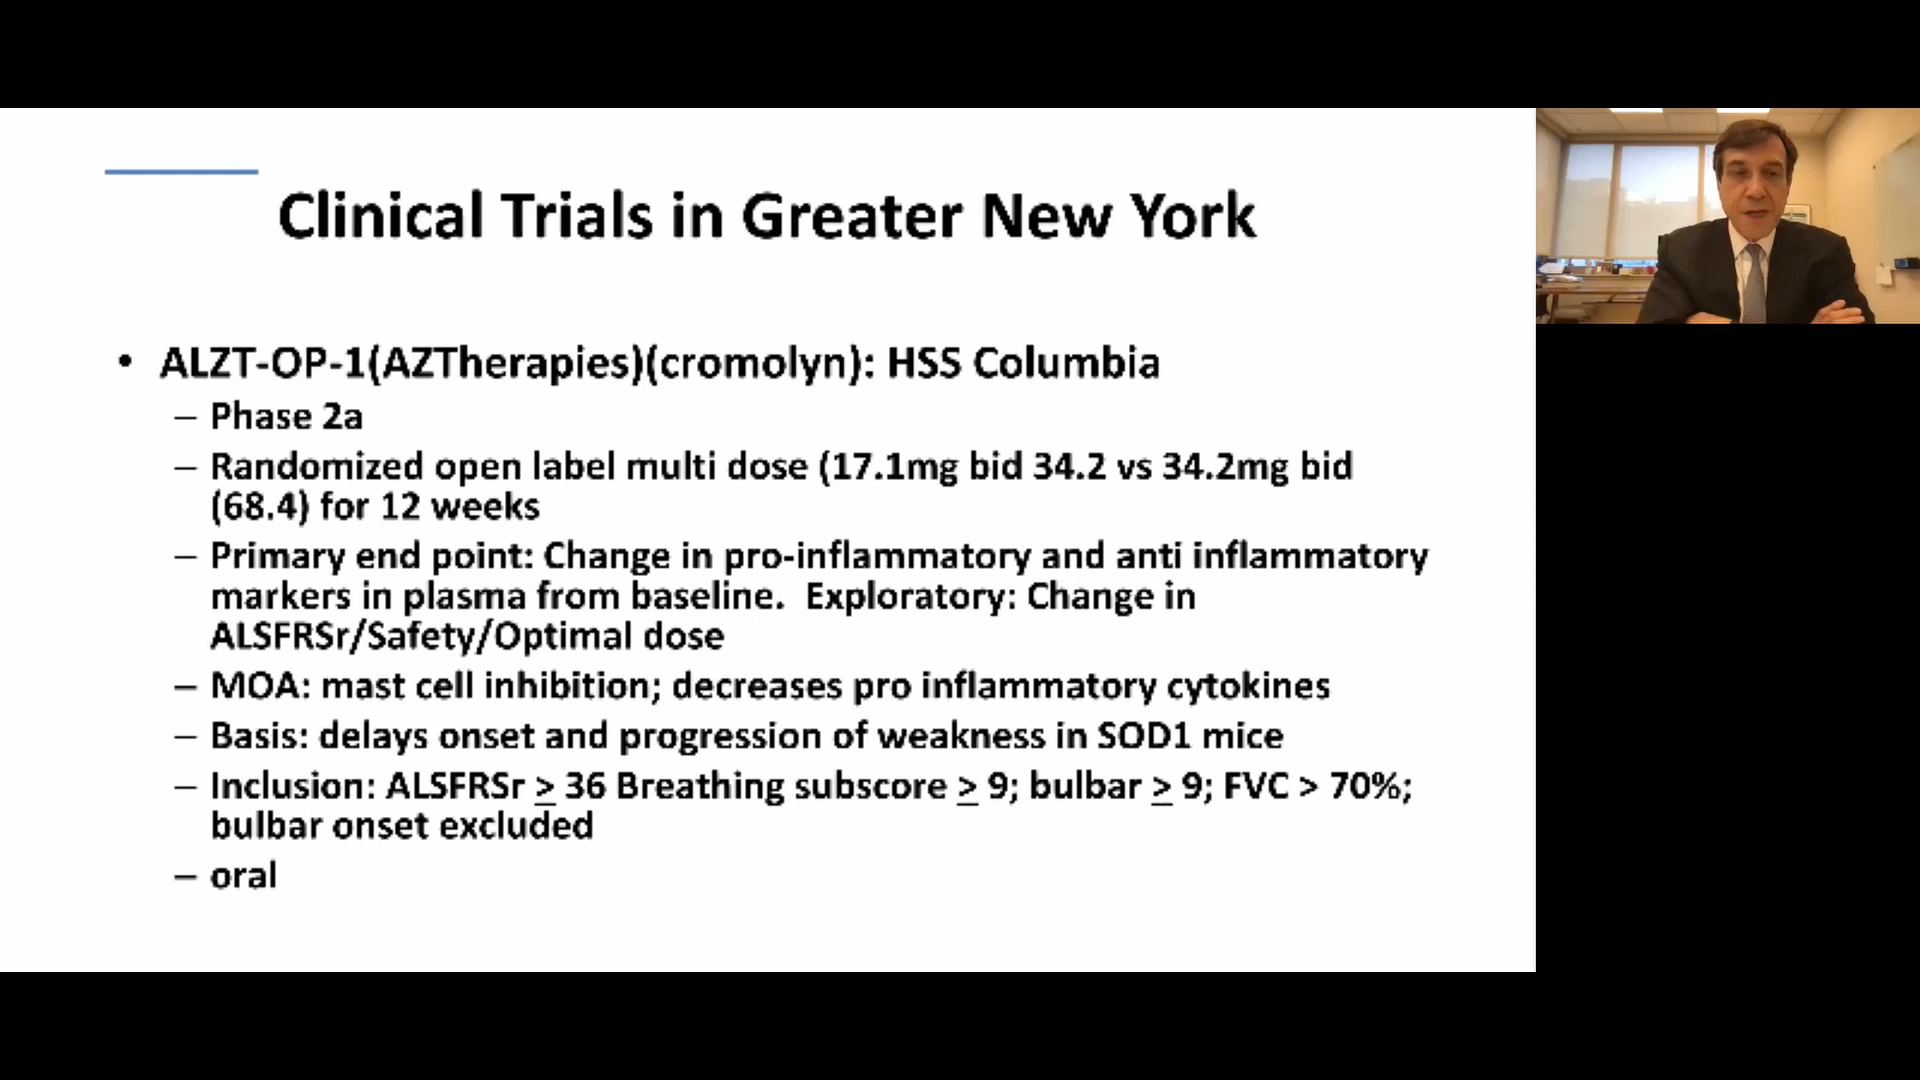 Clinical Trials in Greater New York
• ALZT-OP-1(AZTherapies)(cromolyn): HSS Columbia
– Phase 2a
– Randomized open label multi dose (17.1mg bid 34.2 vs 34.2mg bid
(68.4) for 12 weeks
– Primary end point: Change in pro-inflammatory and anti inflammatory
markers in plasma from baseline.  Exploratory: Change in
ALSFRSr/Safety/Optimal dose
– MOA: mast cell inhibition; decreases pro inflammatory cytokines
– Basis: delays onset and progression of weakness in SOD1 mice
– Inclusion: ALSFRSr ≥ 36 Breathing subscore ≥ 9; bulbar ≥ 9; FVC > 70%;
bulbar onset excluded
– oral